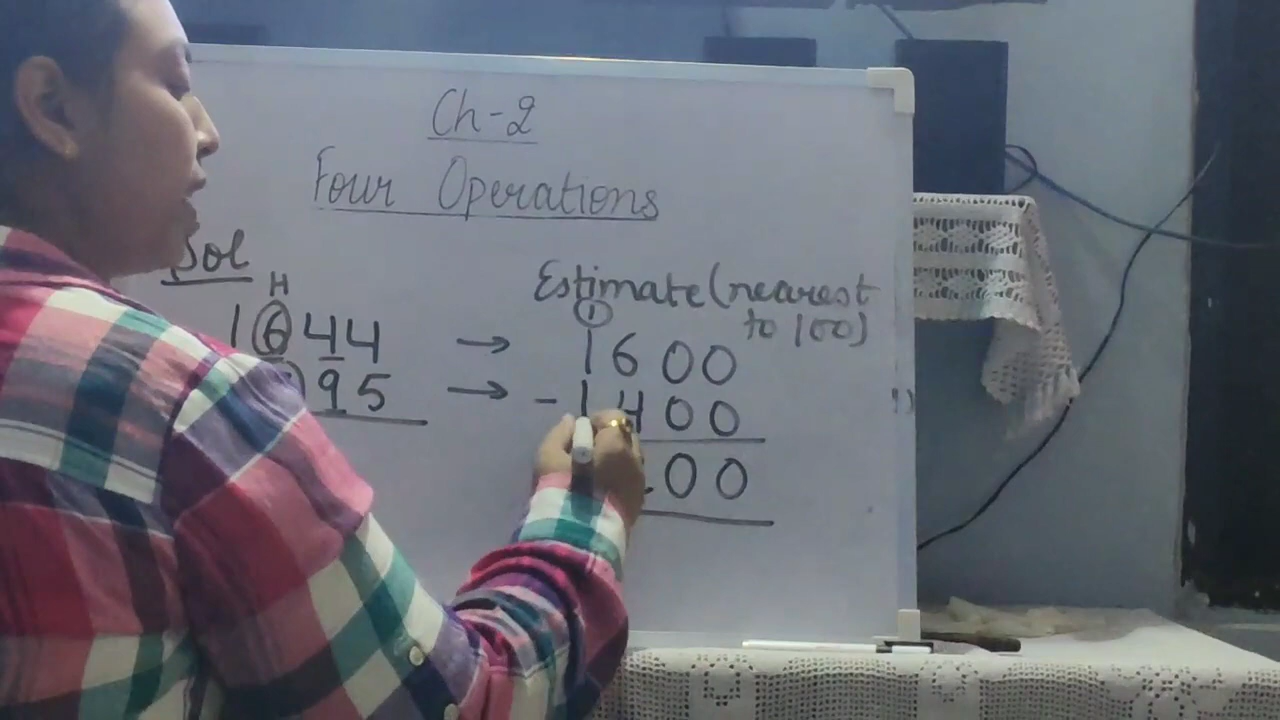 Ch-2
Four Operations
Sol
Estimate (nearest to 100)
H
1644 → 1600
95 → -1400
00